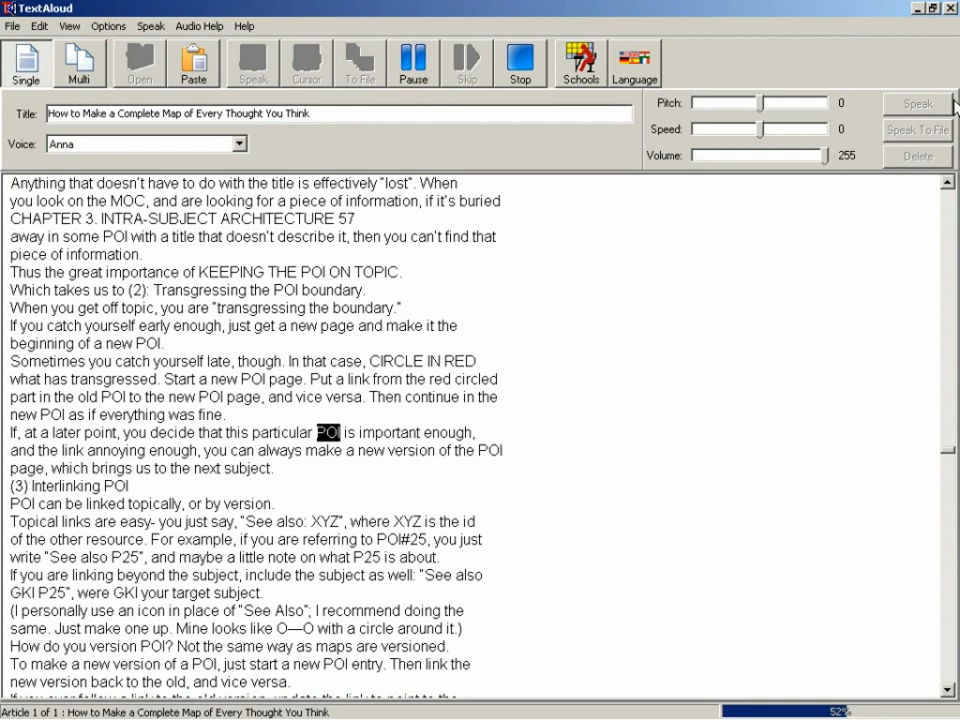 TextAloud
File Edit View Options Speak Audio Help Help
Single Multi Open Paste Speak Cursor To File Pause Skip Stop Schools Language
Title: How to Make a Complete Map of Every Thought You Think
Voice: Anna
Pitch: 0 Speak
Speed: 0 Speak To File
Volume: 255 Delete
Anything that doesn't have to do with the title is effectively "lost". When
you look on the MOC, and are looking for a piece of information, if it's buried
CHAPTER 3. INTRA-SUBJECT ARCHITECTURE 57
away in some POI with a title that doesn't describe it, then you can't find that
piece of information.
Thus the great importance of KEEPING THE POI ON TOPIC.
Which takes us to (2): Transgressing the POI boundary.
When you get off topic, you are "transgressing the boundary."
If you catch yourself early enough, just get a new page and make it the
beginning of a new POI.
Sometimes you catch yourself late, though. In that case, CIRCLE IN RED
what has transgressed. Start a new POI page. Put a link from the red circled
part in the old POI to the new POI page, and vice versa. Then continue in the
new POI as if everything was fine.
If, at a later point, you decide that this particular POI is important enough,
and the link annoying enough, you can always make a new version of the POI
page, which brings us to the next subject.
(3) Interlinking POI
POI can be linked topically, or by version.
Topical links are easy- you just say, "See also: XYZ", where XYZ is the id
of the other resource. For example, if you are referring to POI#25, you just
write "See also P25", and maybe a little note on what P25 is about.
If you are linking beyond the subject, include the subject as well: "See also
GKI P25", were GKI your target subject.
(I personally use an icon in place of "See Also"; I recommend doing the
same. Just make one up. Mine looks like O—O with a circle around it.)
How do you version POI? Not the same way as maps are versioned.
To make a new version of a POI, just start a new POI entry. Then link the
new version back to the old, and vice versa.
If you ever follow a link to the old version, update the link to point to the
Article 1 of 1 : How to Make a Complete Map of Every Thought You Think 52%